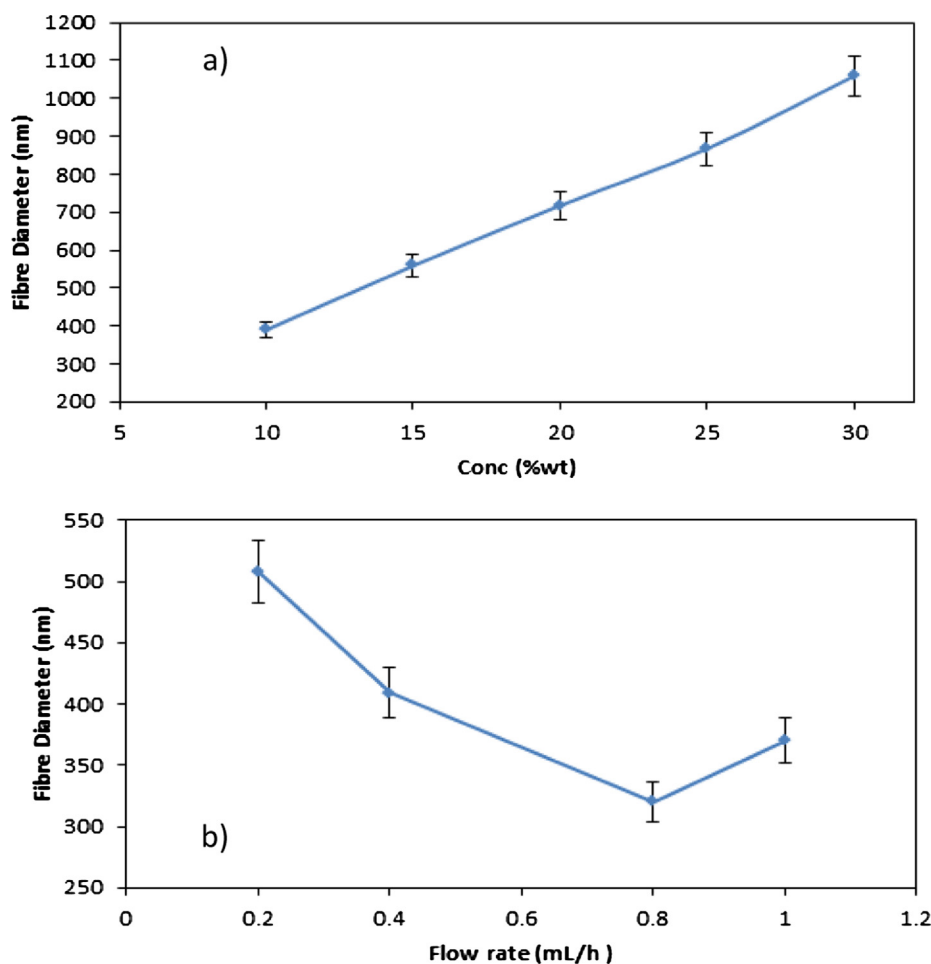 a)
1200
1100
1000
900
800
700
600
500
400
300
200
Fibre Diameter (nm)
5 10 15 20 25 30
Conc (%wt)
b)
550
500
450
400
350
300
250
Fibre Diameter (nm)
0 0.2 0.4 0.6 0.8 1 1.2
Flow rate (mL/h )